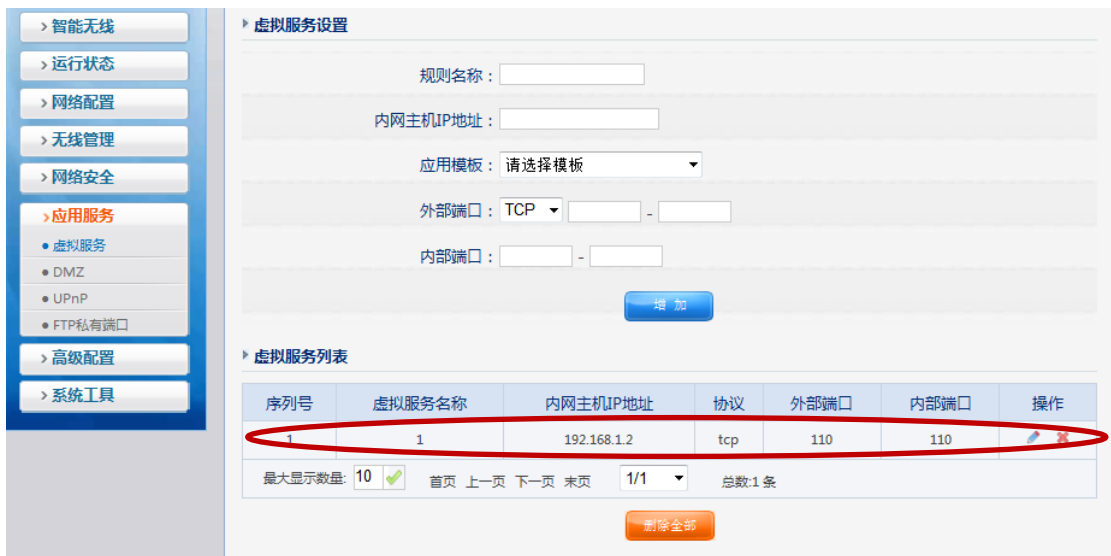 >智能无线
>运行状态
>网络配置
>无线管理
>网络安全
>应用服务
● 虚拟服务
● DMZ
● UPnP
● FTP私有端口
>高级配置
>系统工具
虚拟服务设置
规则名称：
内网主机IP地址：
应用模板： 请选择模板
外部端口： TCP -
内部端口： -
增 加
虚拟服务列表
序列号 虚拟服务名称 内网主机IP地址 协议 外部端口 内部端口 操作
1 1 192.168.1.2 tcp 110 110
最大显示数量: 10 首页 上一页 下一页 末页 1/1 总数:1 条
删除全部